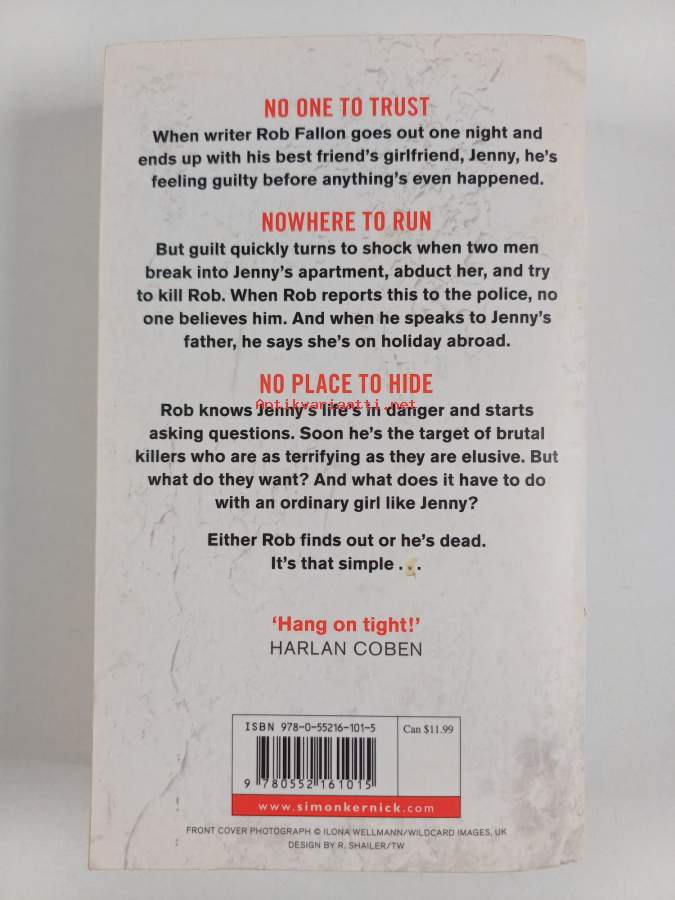 NO ONE TO TRUST
When writer Rob Fallon goes out one night and
ends up with his best friend's girlfriend, Jenny, he's
feeling guilty before anything's even happened.
NOWHERE TO RUN
But guilt quickly turns to shock when two men
break into Jenny's apartment, abduct her, and try
to kill Rob. When Rob reports this to the police, no
one believes him. And when he speaks to Jenny's
father, he says she's on holiday abroad.
NO PLACE TO HIDE
Antikvariaatti.net
Rob knows Jenny's life's in danger and starts
asking questions. Soon he's the target of brutal
killers who are as terrifying as they are elusive. But
what do they want? And what does it have to do
with an ordinary girl like Jenny?
Either Rob finds out or he's dead.
It's that simple . . .
'Hang on tight!'
HARLAN COBEN
ISBN 978-0-55216-101-5
Can $11.99
9 780552 161015
www.simonkernick.com
FRONT COVER PHOTOGRAPH © ILONA WELLMANN/WILDCARD IMAGES, UK
DESIGN BY R. SHAILER/TW